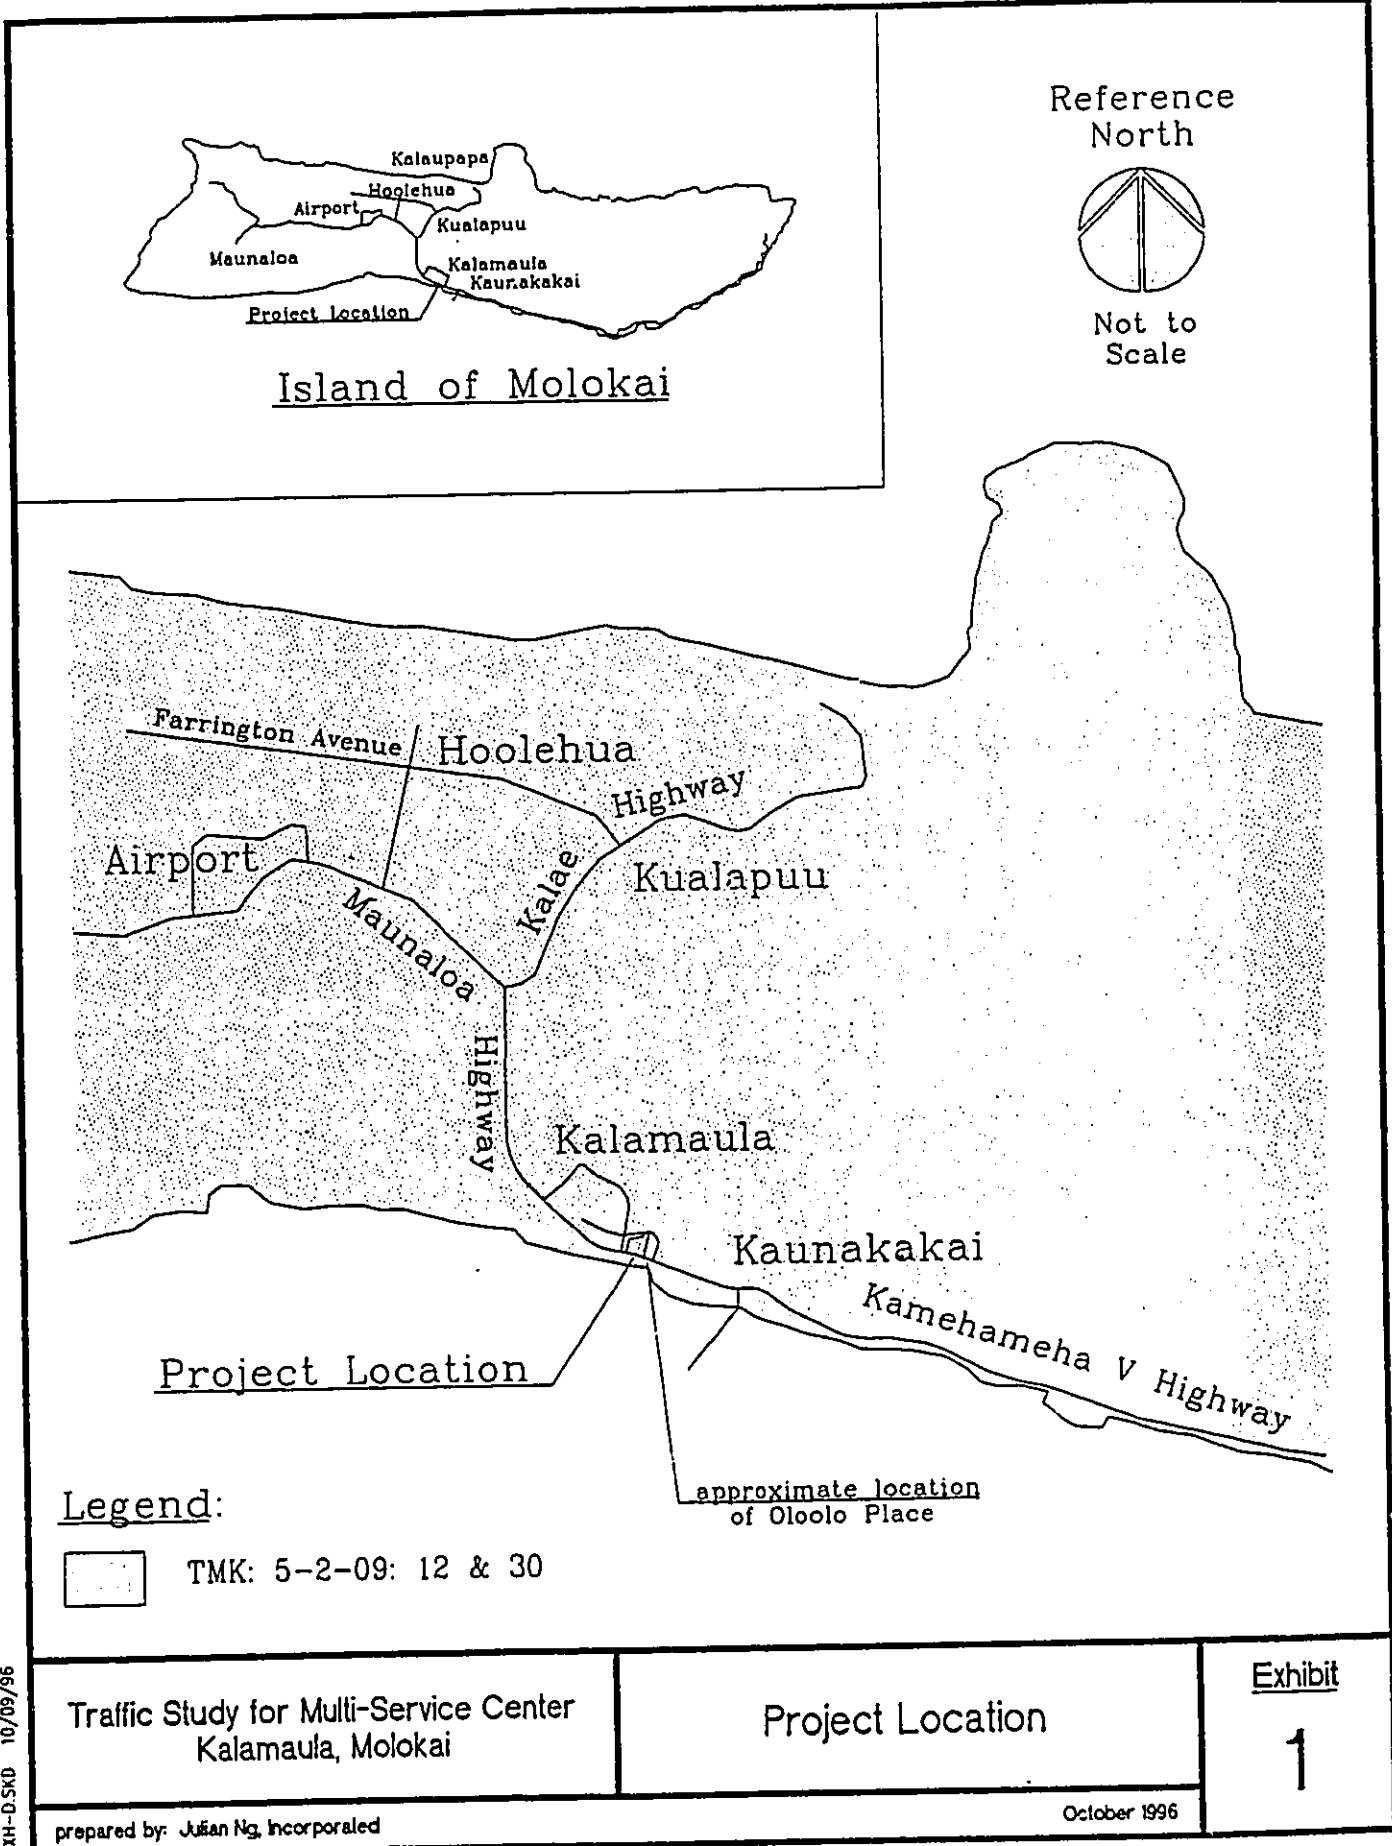 Kalaupapa
Hoolehua
Airport
Kualapuu
Maunaloa
Kalamaula
Kaunakakai
Project Location
Island of Molokai
Reference
North
Not to
Scale
Farrington Avenue
Hoolehua
Kalae Highway
Airport
Kualapuu
Maunaloa Highway
Kalamaula
Kaunakakai
Kamehameha V Highway
Project Location
approximate location
of Oloolo Place
Legend:
TMK: 5-2-09: 12 & 30
Traffic Study for Multi-Service Center
Kalamaula, Molokai
Project Location
Exhibit
1
prepared by: Julian Ng, Incorporated
October 1996
XH-D.SKD 10/09/96